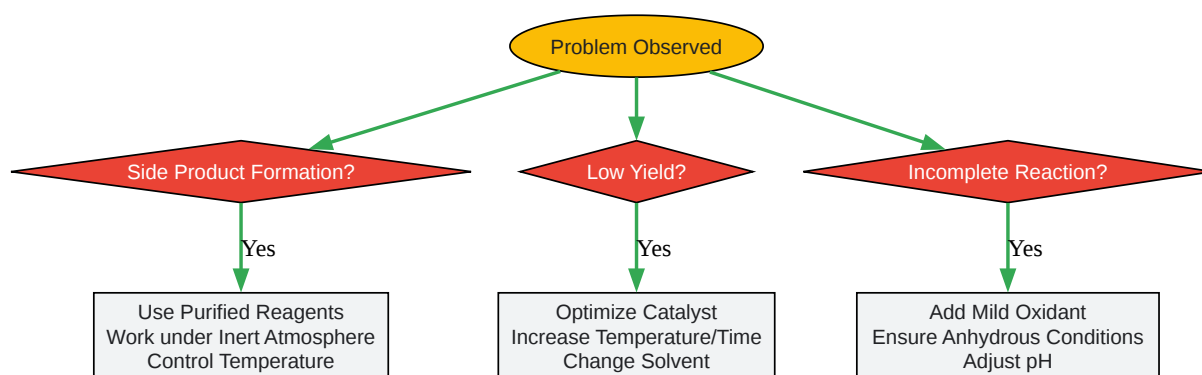 Problem Observed
Side Product Formation?
Low Yield?
Incomplete Reaction?
Yes
Yes
Yes
Use Purified Reagents
Work under Inert Atmosphere
Control Temperature
Optimize Catalyst
Increase Temperature/Time
Change Solvent
Add Mild Oxidant
Ensure Anhydrous Conditions
Adjust pH